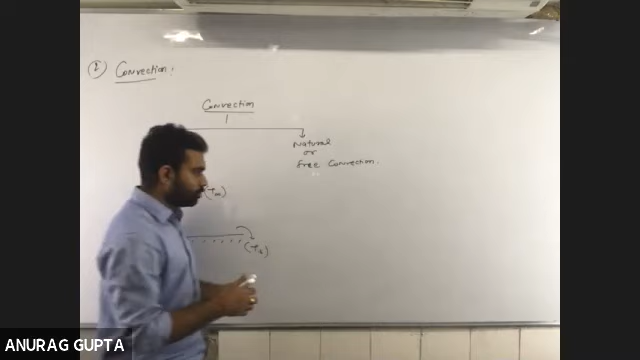 ② Convection:
Convection
Natural
or
free convection.
(T∞)
(Ts)
ANURAG GUPTA